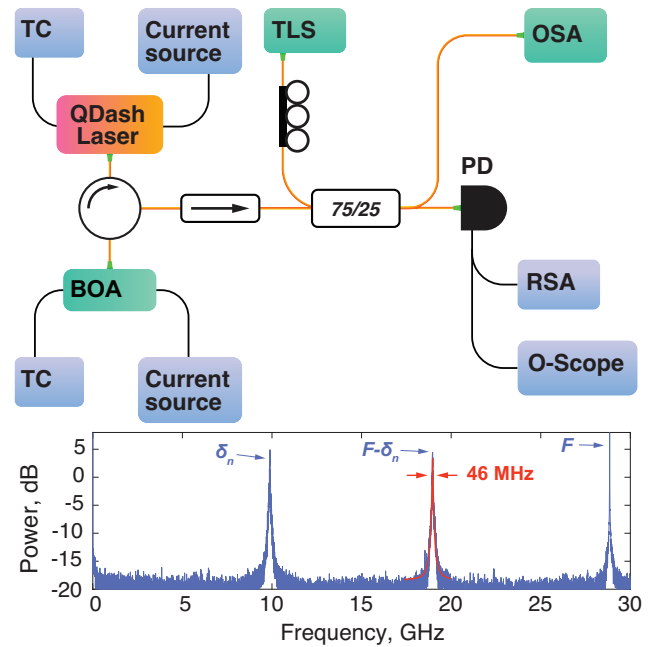 TC
Current
source
TLS
OSA
QDash
Laser
PD
75/25
BOA
RSA
TC
Current
source
O-Scope
δn
F-δn
F
46 MHz
Power, dB
5
0
-5
-10
-15
-20
0
5
10
15
20
25
30
Frequency, GHz